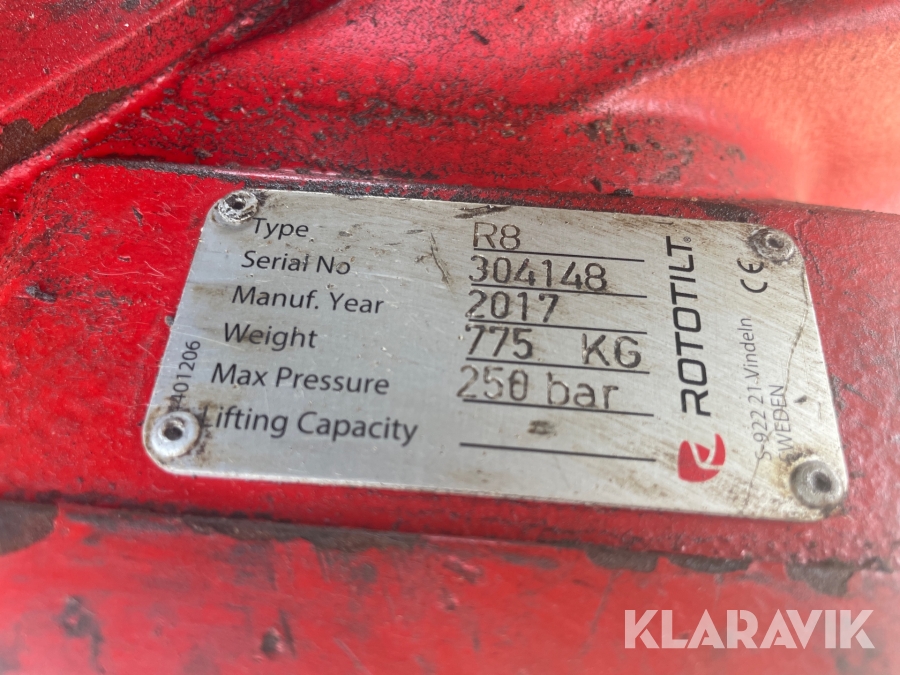 Type R8
Serial No 304148
Manuf. Year 2017
Weight 775 KG
Max Pressure 250 bar
Lifting Capacity -
401206
ROTOTILT®
S-922 21 Vindeln
SWEDEN
CE
KLARAVIK